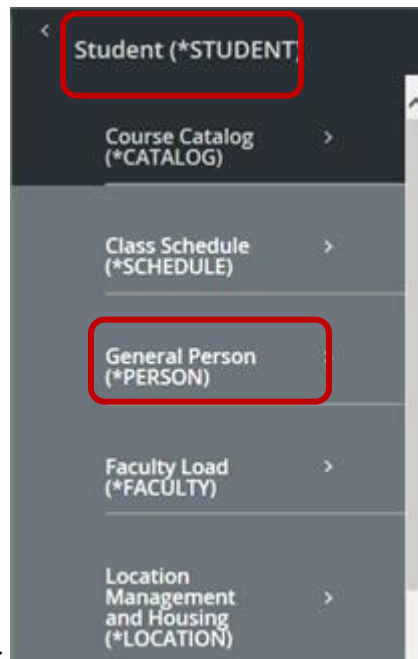 Student (*STUDENT)
Course Catalog
(*CATALOG)
Class Schedule
(*SCHEDULE)
General Person
(*PERSON)
Faculty Load
(*FACULTY)
Location
Management
and Housing
(*LOCATION)